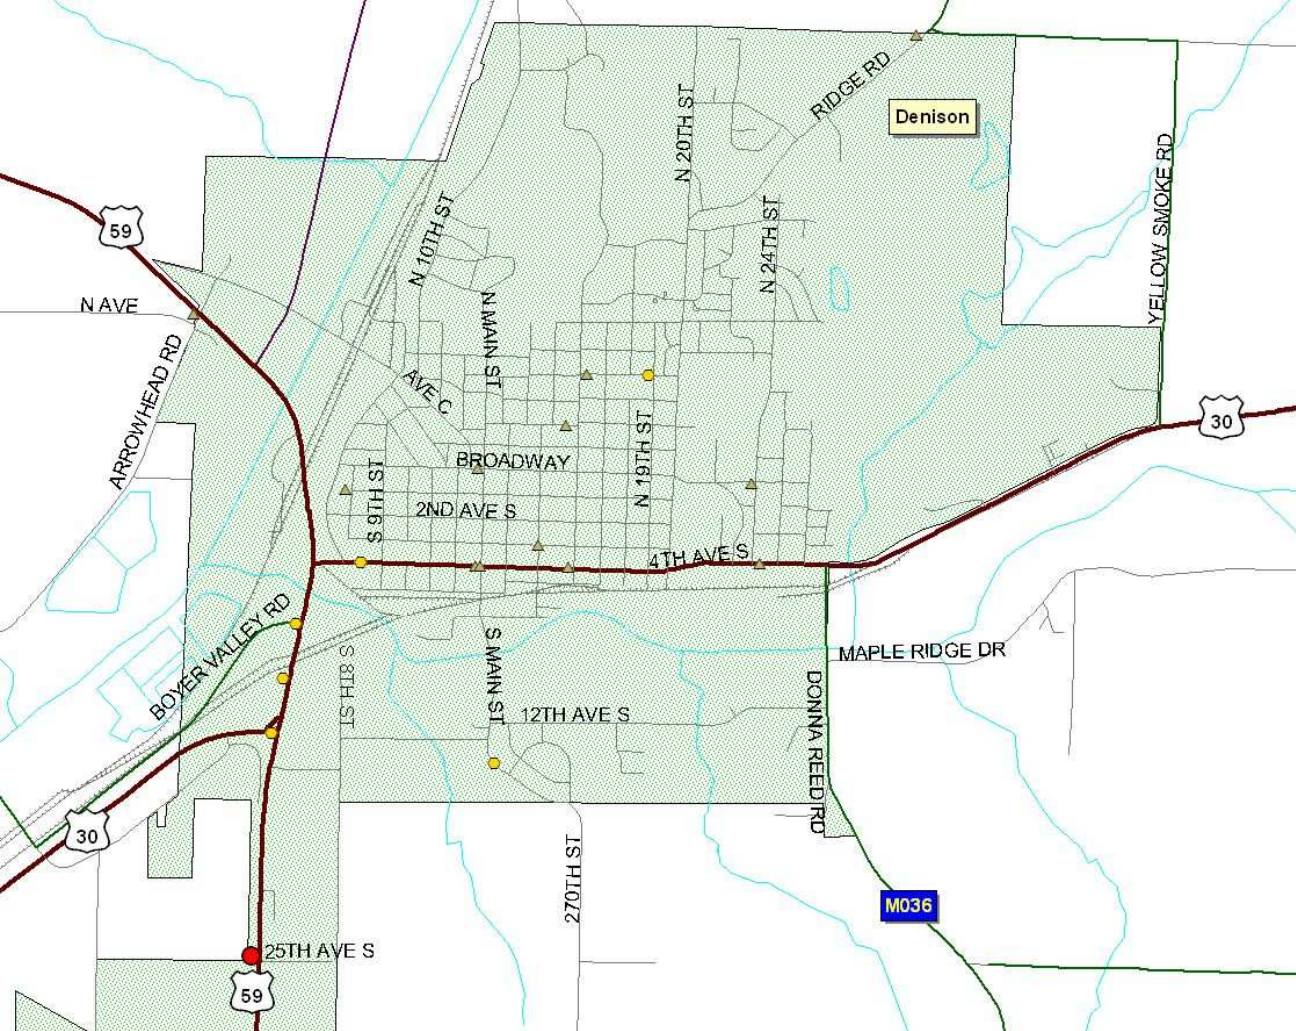 RIDGE RD
N 20TH ST
Denison
59
N 10TH ST
N 24TH ST
YELLOW SMOKE RD
N AVE
N MAIN ST
ARROWHEAD RD
AVE C
30
BROADWAY
N 19TH ST
S 9TH ST
2ND AVE S
4TH AVE S
BOYER VALLEY RD
S 8TH ST
S MAIN ST
MAPLE RIDGE DR
12TH AVE S
DONNA REED RD
30
270TH ST
M036
25TH AVE S
59